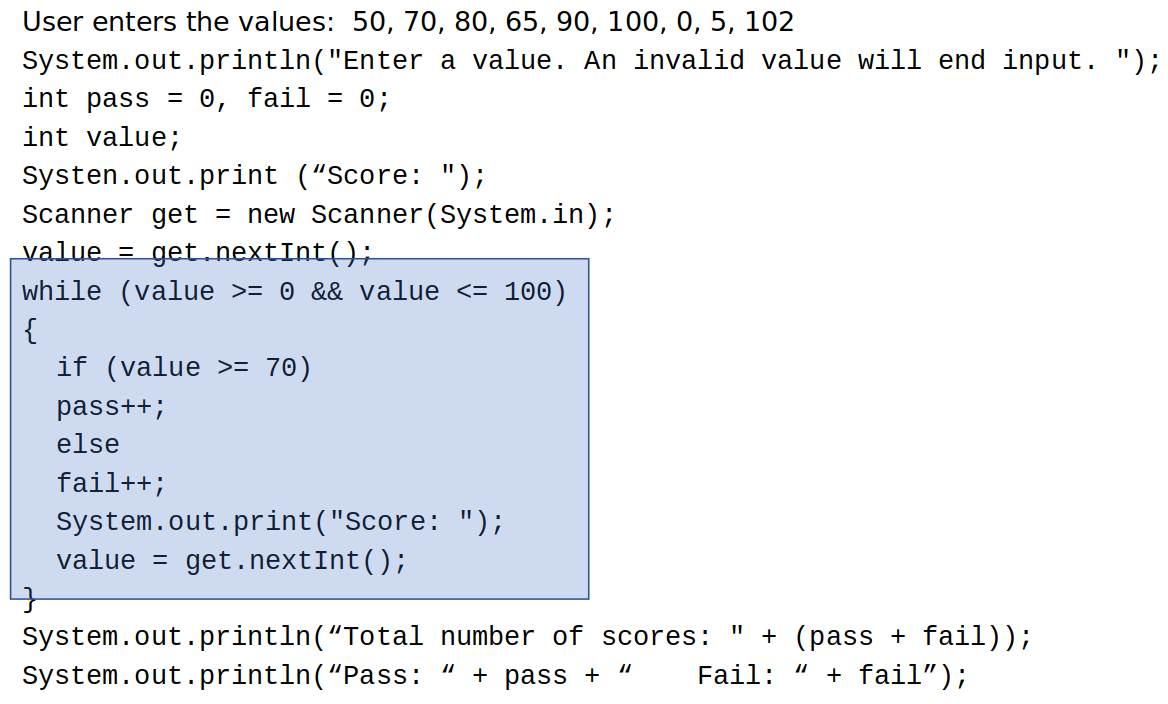 User enters the values:  50, 70, 80, 65, 90, 100, 0, 5, 102
System.out.println("Enter a value. An invalid value will end input. ");
int pass = 0, fail = 0;
int value;
Systen.out.print (“Score: ");
Scanner get = new Scanner(System.in);
value = get.nextInt();
while (value >= 0 && value <= 100)
{
if (value >= 70)
pass++;
else
fail++;
System.out.print("Score: ");
value = get.nextInt();
}
System.out.println(“Total number of scores: " + (pass + fail));
System.out.println(“Pass: “ + pass + “    Fail: “ + fail”);